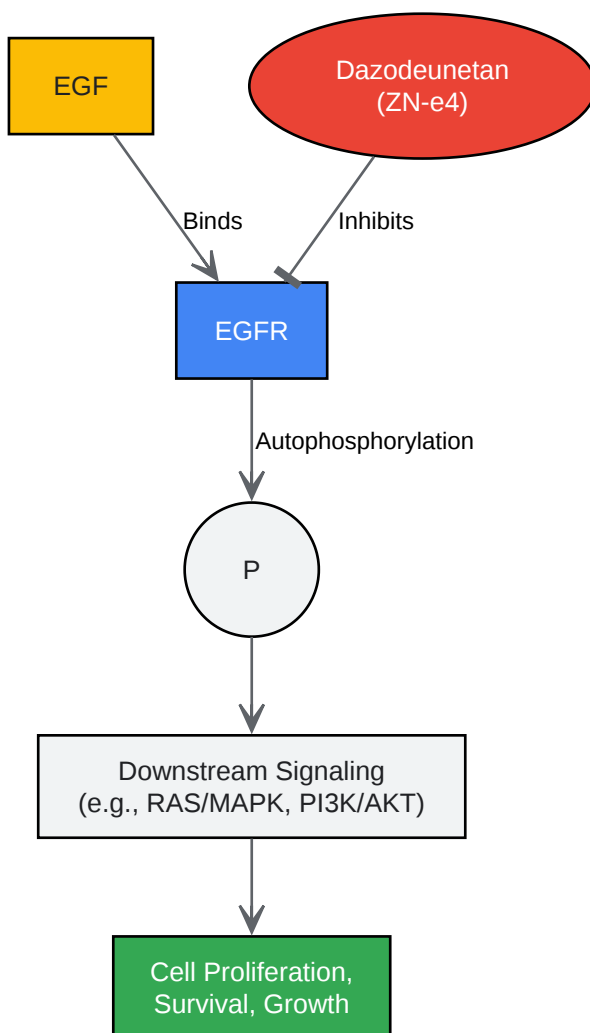 EGF
Dazodeunetan
(ZN-e4)
Binds
Inhibits
EGFR
Autophosphorylation
P
Downstream Signaling
(e.g., RAS/MAPK, PI3K/AKT)
Cell Proliferation,
Survival, Growth